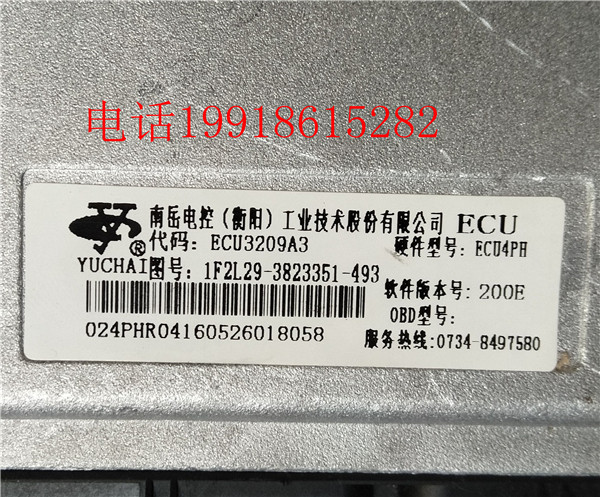 电话19918615282
南岳电控（衡阳）工业技术股份有限公司 ECU
® 代码: ECU3209A3 硬件型号: ECU4PH
YUCHAI 图号: 1F2L29-3823351-493
软件版本号: 200E
OBD型号:
024PHR04160526018058
服务热线:0734-8497580